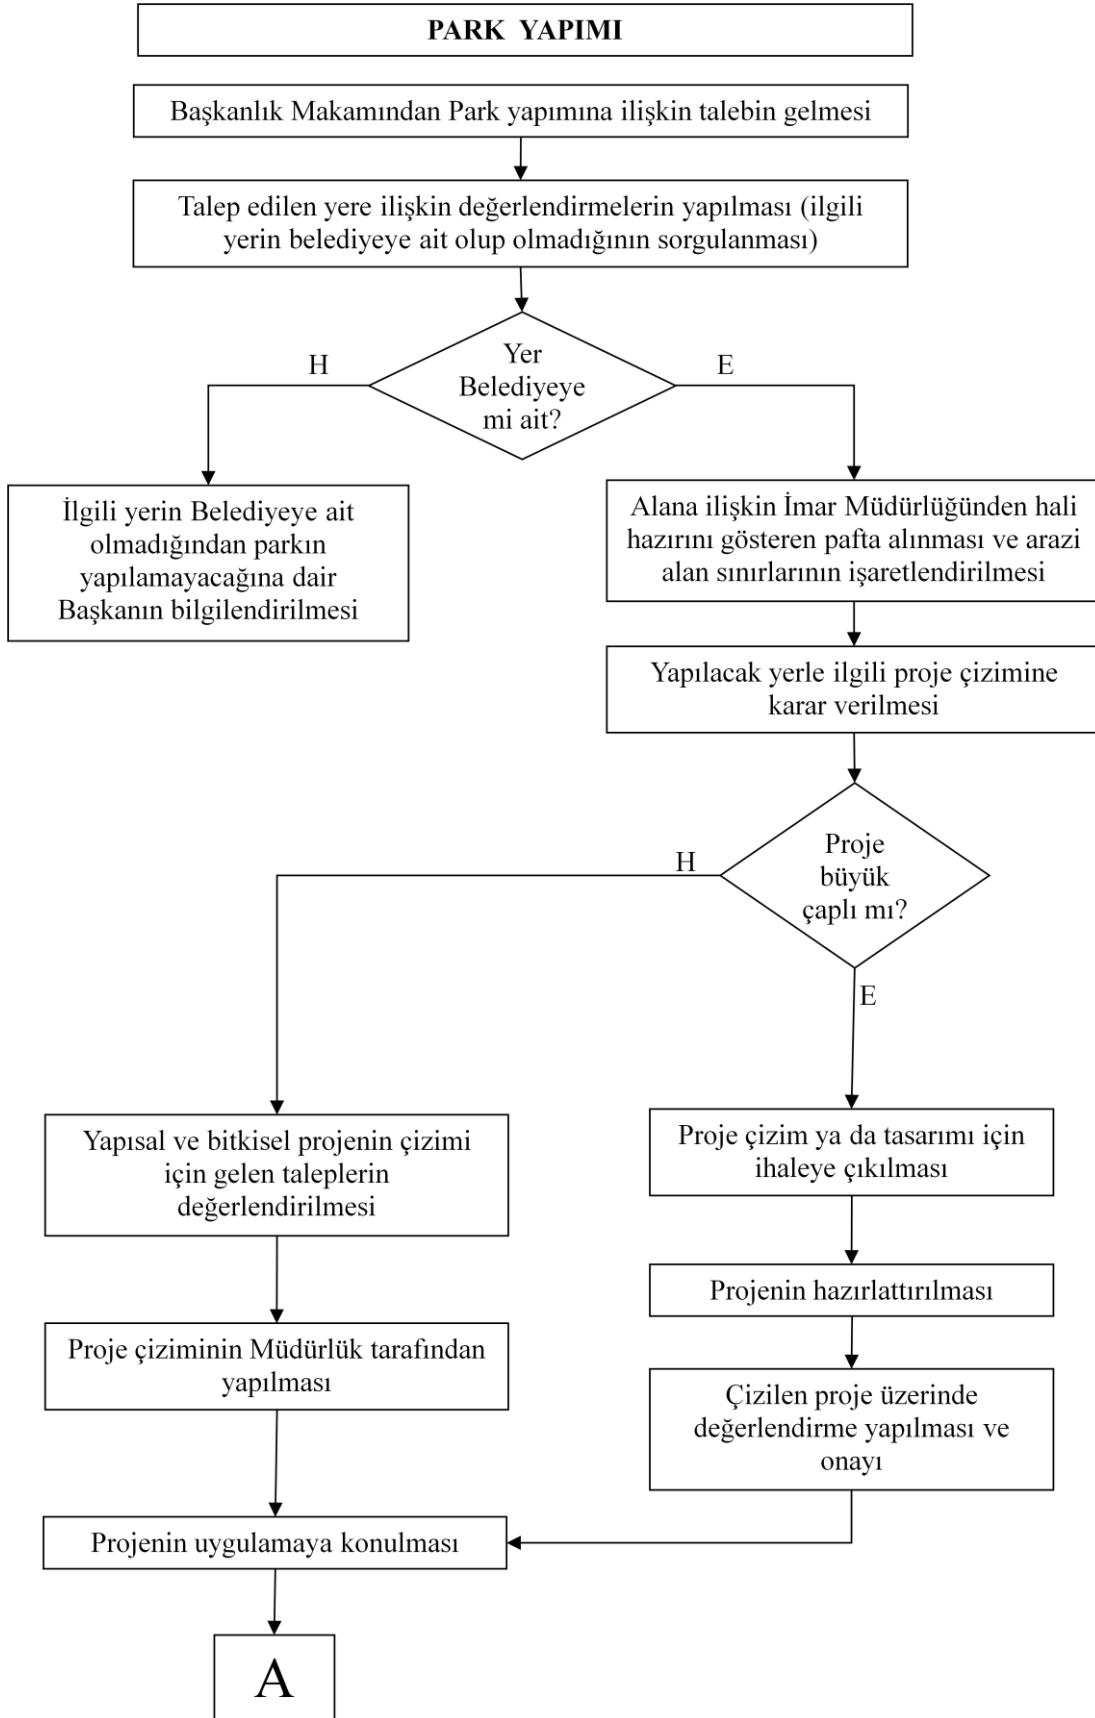 PARK YAPIMI
Başkanlık Makamından Park yapımına ilişkin talebin gelmesi
Talep edilen yere ilişkin değerlendirmelerin yapılması (ilgili
yerin belediyeye ait olup olmadığının sorgulanması)
Yer
Belediyeye
mi ait?
H
E
İlgili yerin Belediyeye ait
olmadığından parkın
yapılamayacağına dair
Başkanın bilgilendirilmesi
Alana ilişkin İmar Müdürlüğünden hali
hazırını gösteren pafta alınması ve arazi
alan sınırlarının işaretlendirilmesi
Yapılacak yerle ilgili proje çizimine
karar verilmesi
Proje
büyük
çaplı mı?
H
E
Yapısal ve bitkisel projenin çizimi
için gelen taleplerin
değerlendirilmesi
Proje çizim ya da tasarımı için
ihaleye çıkılması
Projenin hazırlattırılması
Proje çiziminin Müdürlük tarafından
yapılması
Çizilen proje üzerinde
değerlendirme yapılması ve
onayı
Projenin uygulamaya konulması
A